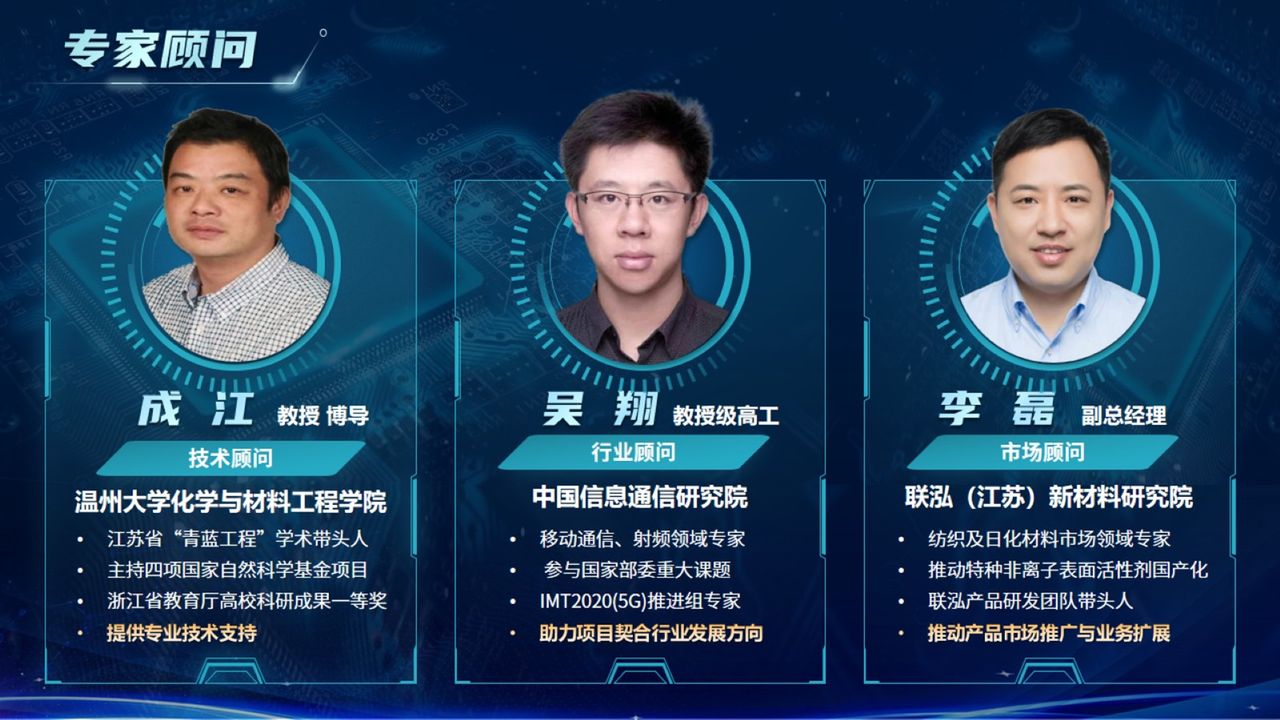 专家顾问
成江 教授 博导
技术顾问
温州大学化学与材料工程学院
• 江苏省“青蓝工程”学术带头人
• 主持四项国家自然科学基金项目
• 浙江省教育厅高校科研成果一等奖
• 提供专业技术支持
吴翔 教授级高工
行业顾问
中国信息通信研究院
• 移动通信、射频领域专家
• 参与国家部委重大课题
• IMT2020(5G)推进组专家
• 助力项目契合行业发展方向
李磊 副总经理
市场顾问
联泓（江苏）新材料研究院
• 纺织及日化材料市场领域专家
• 推动特种非离子表面活性剂国产化
• 联泓产品研发团队带头人
• 推动产品市场推广与业务扩展